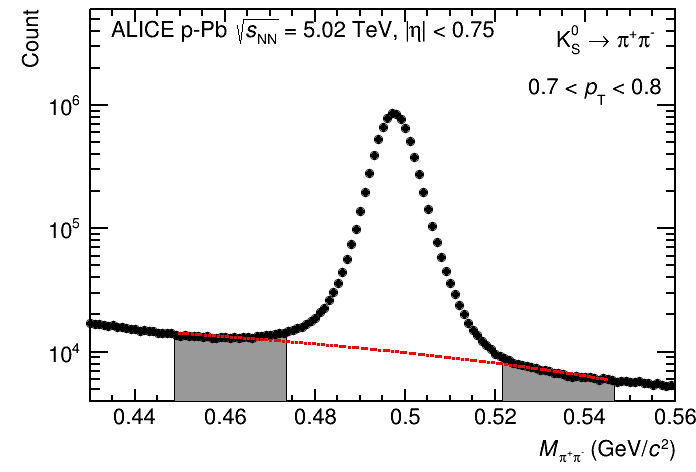 ALICE p-Pb √s_NN = 5.02 TeV, |η| < 0.75
K⁰_S → π⁺π⁻
0.7 < p_T < 0.8
Count
10⁶
10⁵
10⁴
0.44 0.46 0.48 0.5 0.52 0.54 0.56
M_π⁺π⁻ (GeV/c²)